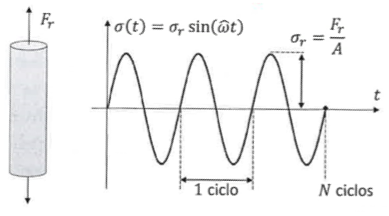 F_r
σ(t) = σ_r sin(ω̂t)
σ_r = F_r/A
t
1 ciclo
N ciclos